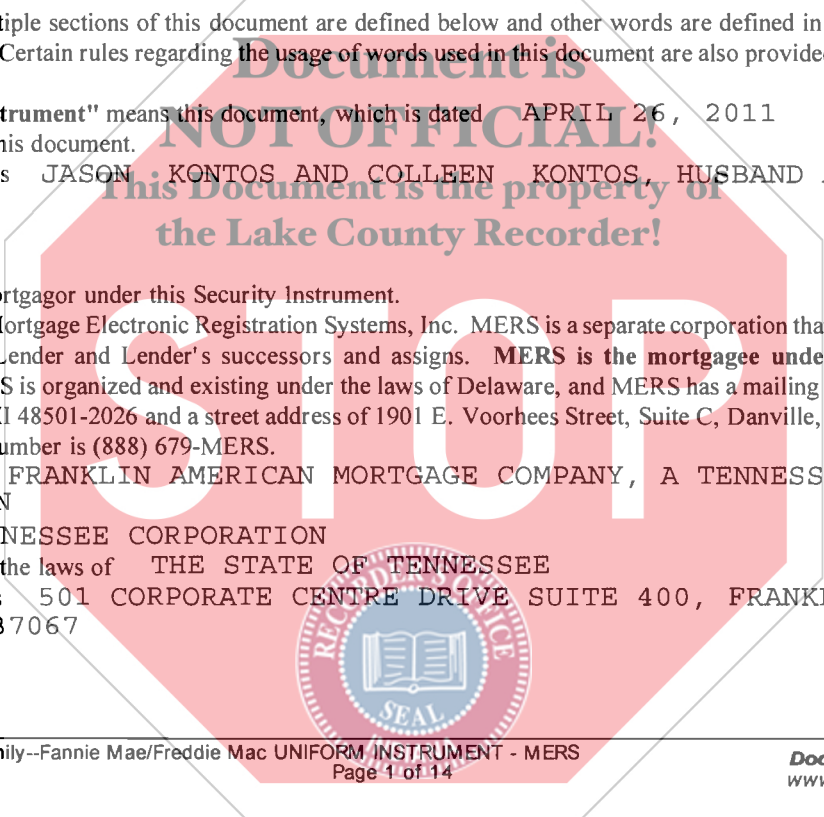 tiple sections of this document are defined below and other words are defined in
Certain rules regarding the usage of words used in this document are also provide
Document is
trument" means this document, which is dated APRIL 26, 2011
NOT OFFICIAL!
nis document.
s JASON KONTOS AND COLLEEN KONTOS, HUSBAND
This Document is the property of
the Lake County Recorder!
ortgagor under this Security Instrument.
Mortgage Electronic Registration Systems, Inc. MERS is a separate corporation tha
Lender and Lender's successors and assigns. MERS is the mortgagee unde
S is organized and existing under the laws of Delaware, and MERS has a mailing
I 48501-2026 and a street address of 1901 E. Voorhees Street, Suite C, Danville,
umber is (888) 679-MERS.
STOP
FRANKLIN AMERICAN MORTGAGE COMPANY, A TENNESS
N
NESSEE CORPORATION
the laws of THE STATE OF TENNESSEE
s 501 CORPORATE CENTRE DRIVE SUITE 400, FRANK
37067
RECORDER'S OFFICE
SEAL
nily--Fannie Mae/Freddie Mac UNIFORM INSTRUMENT - MERS
Page 1 of 14
Doc
www